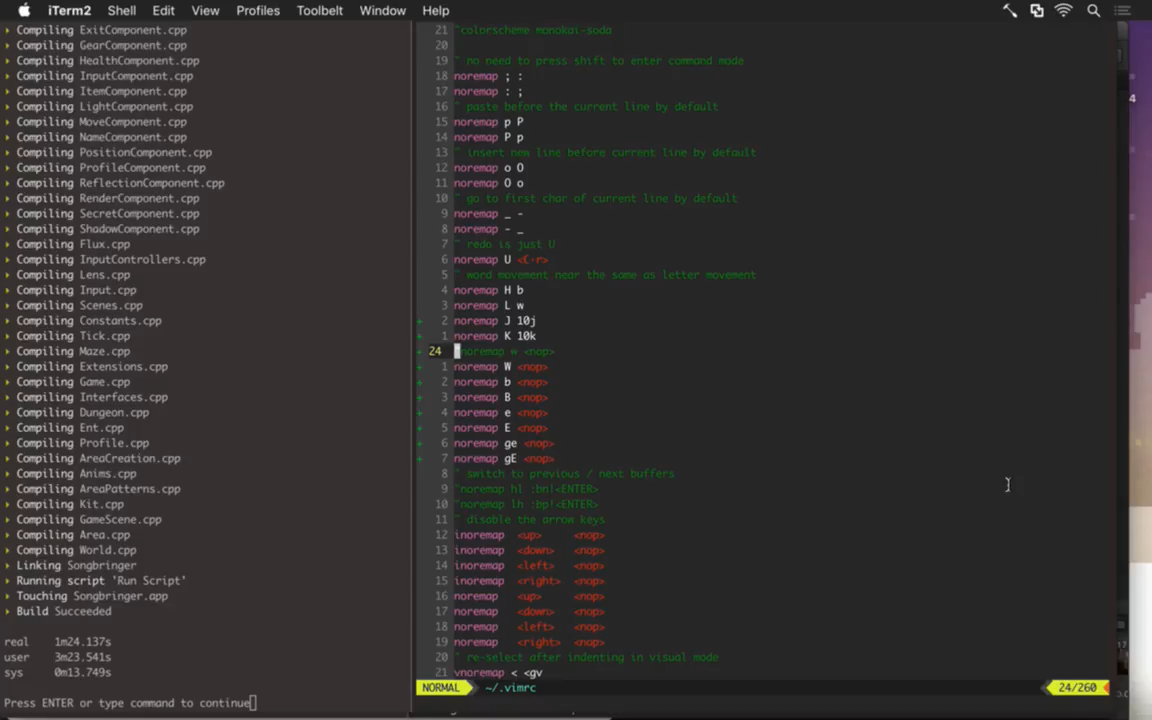 iTerm2 Shell Edit View Profiles Toolbelt Window Help
Compiling ExitComponent.cpp
Compiling GearComponent.cpp
Compiling HealthComponent.cpp
Compiling InputComponent.cpp
Compiling ItemComponent.cpp
Compiling LightComponent.cpp
Compiling MoveComponent.cpp
Compiling NameComponent.cpp
Compiling PositionComponent.cpp
Compiling ProfileComponent.cpp
Compiling ReflectionComponent.cpp
Compiling RenderComponent.cpp
Compiling SecretComponent.cpp
Compiling ShadowComponent.cpp
Compiling Flux.cpp
Compiling InputControllers.cpp
Compiling Lens.cpp
Compiling Input.cpp
Compiling Scenes.cpp
Compiling Constants.cpp
Compiling Tick.cpp
Compiling Maze.cpp
Compiling Extensions.cpp
Compiling Game.cpp
Compiling Interfaces.cpp
Compiling Dungeon.cpp
Compiling Ent.cpp
Compiling Profile.cpp
Compiling AreaCreation.cpp
Compiling Anims.cpp
Compiling AreaPatterns.cpp
Compiling Kit.cpp
Compiling GameScene.cpp
Compiling Area.cpp
Compiling World.cpp
Linking Songbringer
Running script 'Run Script'
Touching Songbringer.app
Build Succeeded
real 1m24.137s
user 3m23.541s
sys 0m13.749s
Press ENTER or type command to continue
21 "colorscheme monokai-soda
20
19 " no need to press shift to enter command mode
18 noremap ; :
17 noremap : ;
16 " paste before the current line by default
15 noremap p P
14 noremap P p
13 " insert new line before current line by default
12 noremap o O
11 noremap O o
10 " go to first char of current line by default
9 noremap _ -
8 noremap - _
7 " redo is just U
6 noremap U <C-r>
5 " word movement near the same as letter movement
4 noremap H b
3 noremap L w
+ 2 noremap J 10j
+ 1 noremap K 10k
+ 24 "noremap w <nop>
+ 1 noremap W <nop>
+ 2 noremap b <nop>
+ 3 noremap B <nop>
+ 4 noremap e <nop>
+ 5 noremap E <nop>
+ 6 noremap ge <nop>
+ 7 noremap gE <nop>
8 " switch to previous / next buffers
9 "noremap hl :bn!<ENTER>
10 "noremap lh :bp!<ENTER>
11 " disable the arrow keys
12 inoremap <up> <nop>
13 inoremap <down> <nop>
14 inoremap <left> <nop>
15 inoremap <right> <nop>
16 noremap <up> <nop>
17 noremap <down> <nop>
18 noremap <left> <nop>
19 noremap <right> <nop>
20 " re-select after indenting in visual mode
21 vnoremap < <gv
NORMAL ~/.vimrc 24/260
4